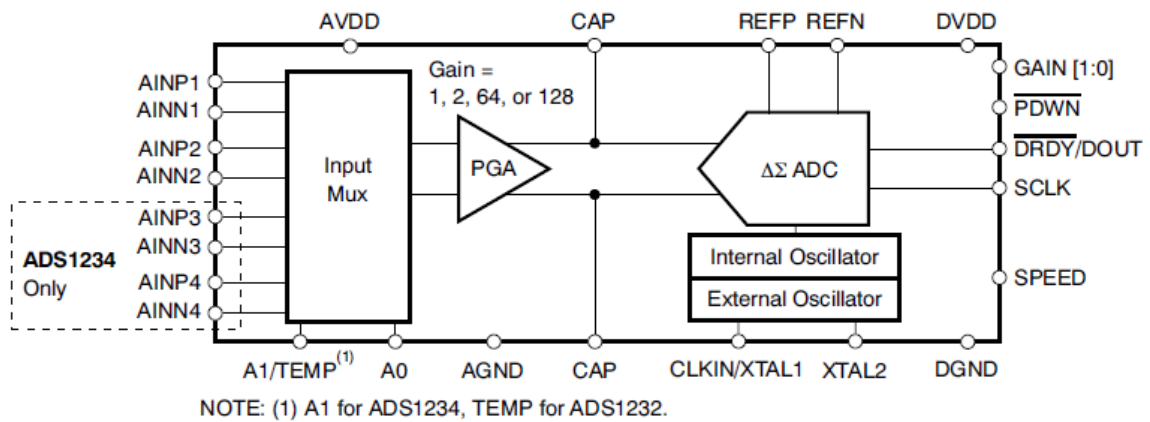 AVDD CAP REFP REFN DVDD
AINP1
AINN1
AINP2
AINN2
AINP3
AINN3
AINP4
AINN4
ADS1234
Only
Input
Mux
Gain =
1, 2, 64, or 128
PGA
ΔΣ ADC
Internal Oscillator
External Oscillator
GAIN [1:0]
PDWN
DRDY/DOUT
SCLK
SPEED
A1/TEMP(1) A0 AGND CAP CLKIN/XTAL1 XTAL2 DGND
NOTE: (1) A1 for ADS1234, TEMP for ADS1232.